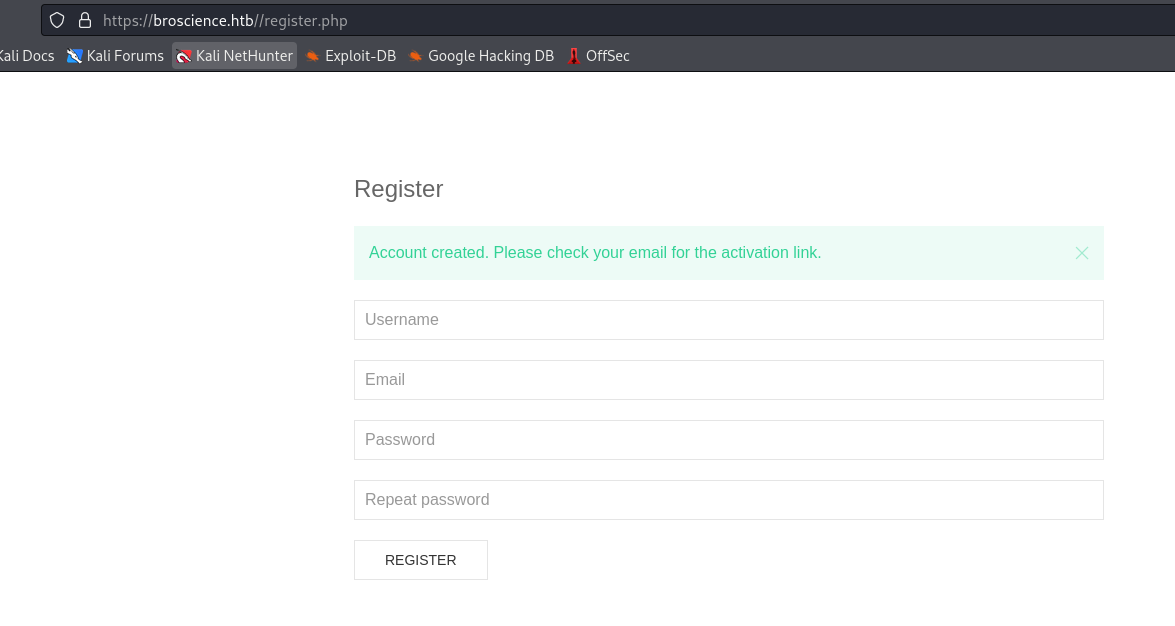 https://broscience.htb//register.php
Kali Docs Kali Forums Kali NetHunter Exploit-DB Google Hacking DB OffSec
Register
Account created. Please check your email for the activation link.
Username
Email
Password
Repeat password
REGISTER